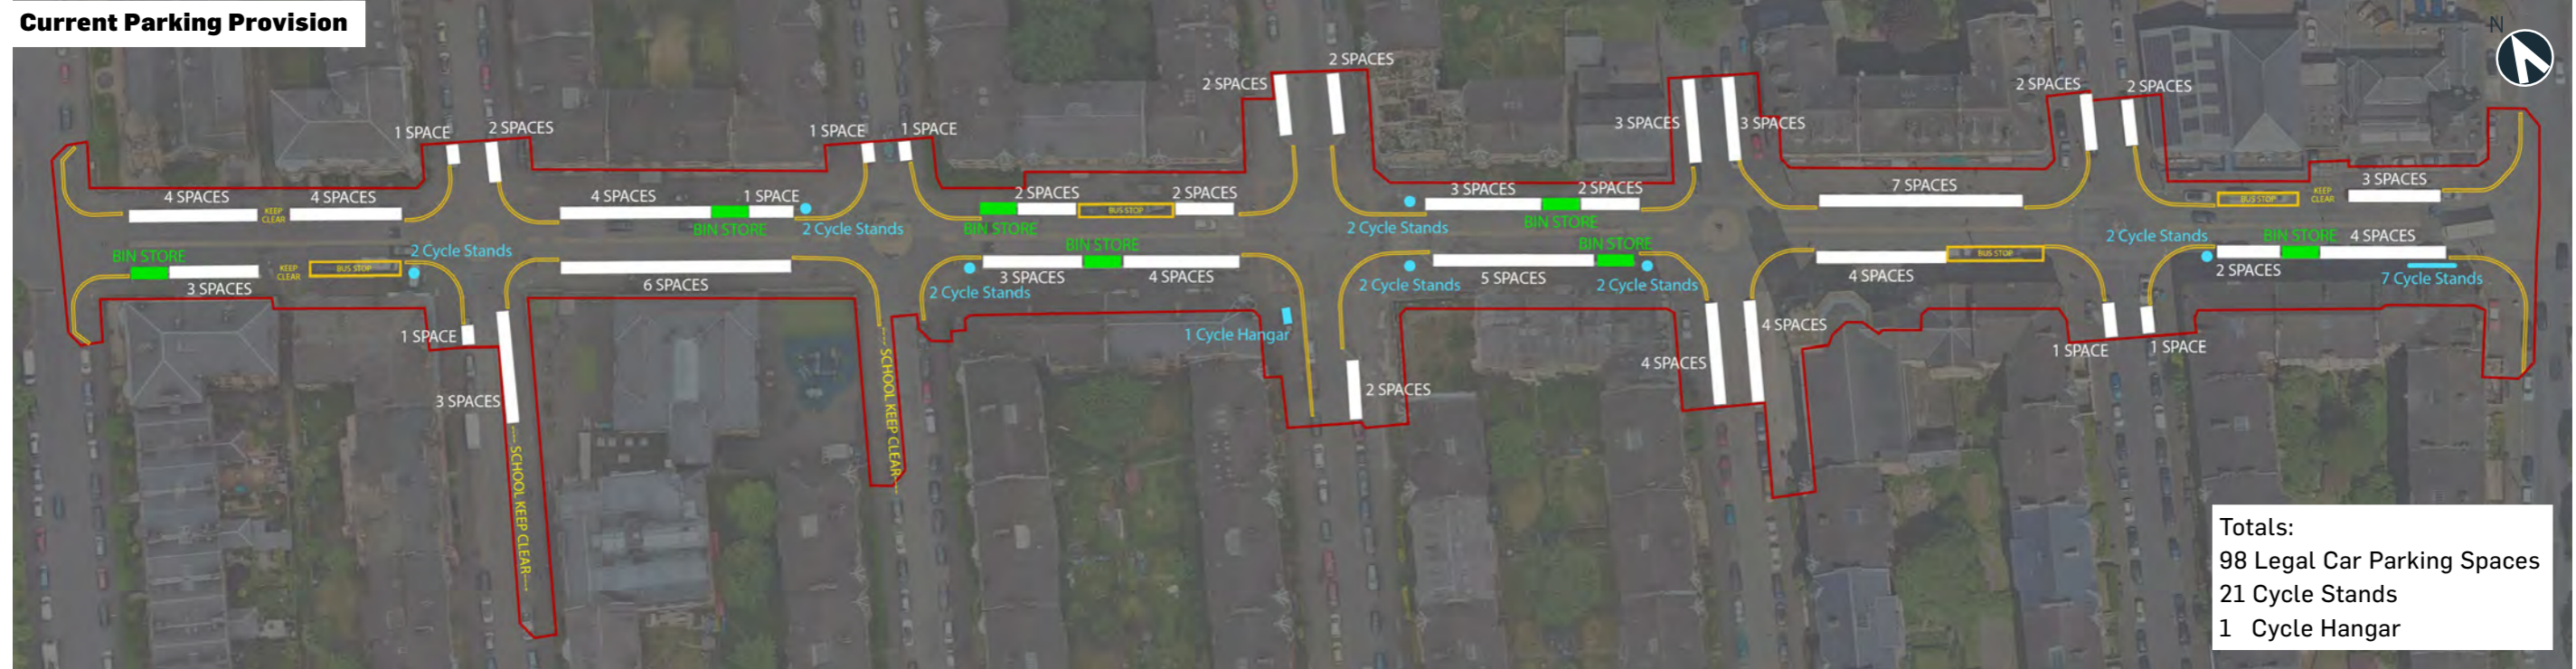 Current Parking Provision
N
2 SPACES
2 SPACES
2 SPACES
2 SPACES
1 SPACE
2 SPACES
1 SPACE
1 SPACE
3 SPACES
3 SPACES
4 SPACES
KEEP
CLEAR
4 SPACES
4 SPACES
1 SPACE
2 SPACES
BUS STOP
2 SPACES
3 SPACES
2 SPACES
7 SPACES
BUS STOP
KEEP
CLEAR
3 SPACES
BIN STORE
2 Cycle Stands
BIN STORE
2 Cycle Stands
BIN STORE
BIN STORE
2 Cycle Stands
BIN STORE
BIN STORE
2 Cycle Stands
BIN STORE
4 SPACES
3 SPACES
KEEP
CLEAR
BUS STOP
6 SPACES
2 Cycle Stands
3 SPACES
4 SPACES
2 Cycle Stands
5 SPACES
2 Cycle Stands
4 SPACES
BUS STOP
2 SPACES
7 Cycle Stands
1 SPACE
1 Cycle Hangar
4 SPACES
1 SPACE
1 SPACE
3 SPACES
2 SPACES
4 SPACES
---- SCHOOL KEEP CLEAR----
---- SCHOOL KEEP CLEAR----
Totals:
98 Legal Car Parking Spaces
21 Cycle Stands
1 Cycle Hangar